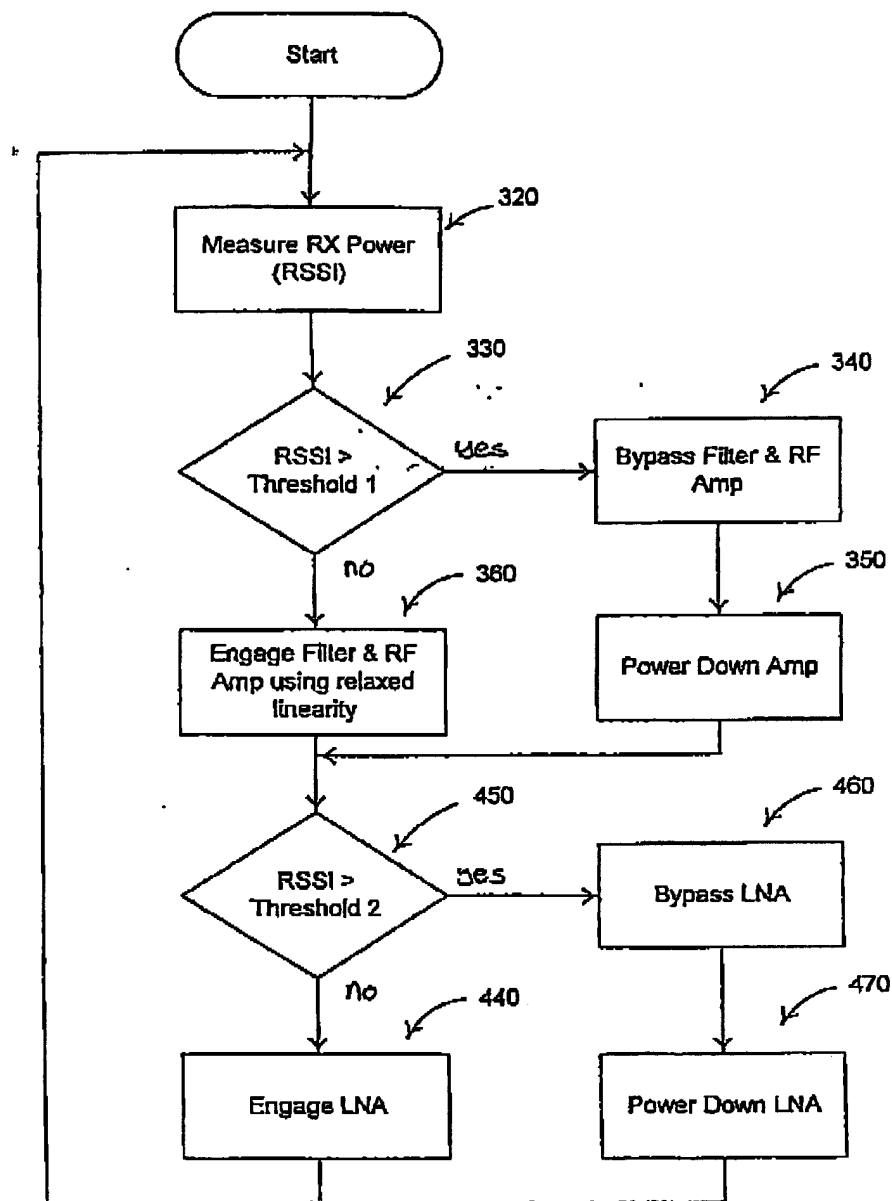 Start
320
Measure RX Power
(RSSI)
330
340
RSSI >
Threshold 1
yes
Bypass Filter & RF
Amp
no
360
350
Engage Filter & RF
Amp using relaxed
linearity
Power Down Amp
450
460
RSSI >
Threshold 2
yes
Bypass LNA
no
440
470
Engage LNA
Power Down LNA